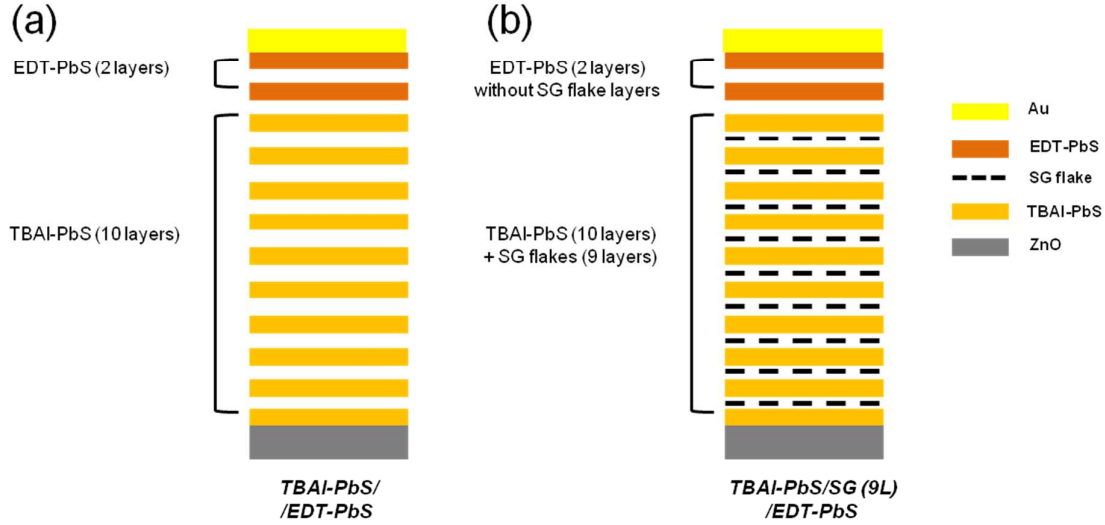 (a)
EDT-PbS (2 layers)
TBAI-PbS (10 layers)
TBAI-PbS/
/EDT-PbS
(b)
EDT-PbS (2 layers)
without SG flake layers
TBAI-PbS (10 layers)
+ SG flakes (9 layers)
TBAI-PbS/SG (9L)
/EDT-PbS
Au
EDT-PbS
SG flake
TBAI-PbS
ZnO